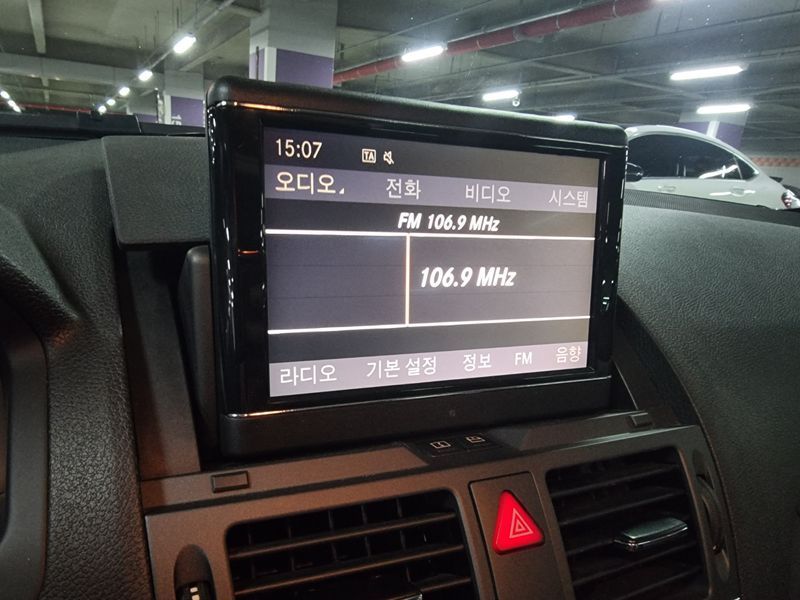 15:07 TA
오디오 전화 비디오 시스템
FM 106.9 MHz
106.9 MHz
라디오 기본 설정 정보 FM 음향